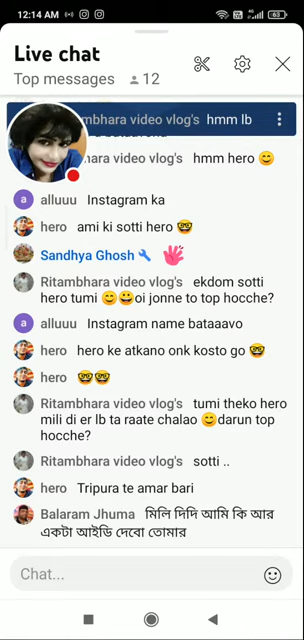 12:14 AM
63
Live chat
Top messages 12
mbhara video vlog's hmm lb
hara video vlog's hmmm hero 😊
alluuu Instagram ka
hero ami ki sotti hero 🤓
Sandhya Ghosh
Ritambhara video vlog's ekdom sotti
hero tumi 😊😀oi jonne to top hocche?
alluuu Instagram name bataaavo
hero hero ke atkano onk kosto go 🤓
hero 🤓🤓
Ritambhara video vlog's tumi theko hero
mili di er lb ta raate chalao 😊darun top
hocche?
Ritambhara video vlog's sotti ..
hero Tripura te amar bari
Balaram Jhuma মিলি দিদি আমি কি আর
একটা আইডি দেবো তোমার
Chat...